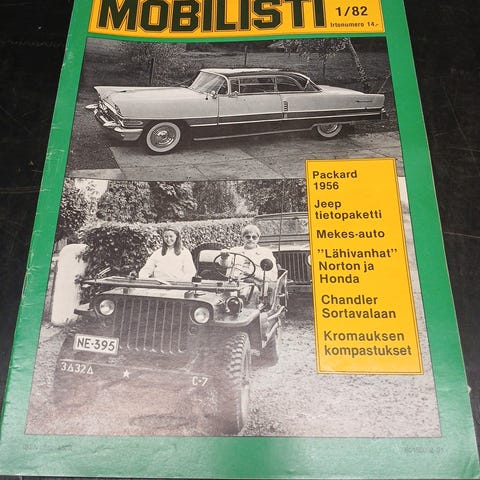 MOBILISTI
1/82
Irtonumero 14,-
Packard
1956
Jeep
tietopaketti
Mekes-auto
"Lähivanhat"
Norton ja
Honda
Chandler
Sortavalaan
Kromauksen
kompastukset
NE-395
3Δ32Δ
C-7